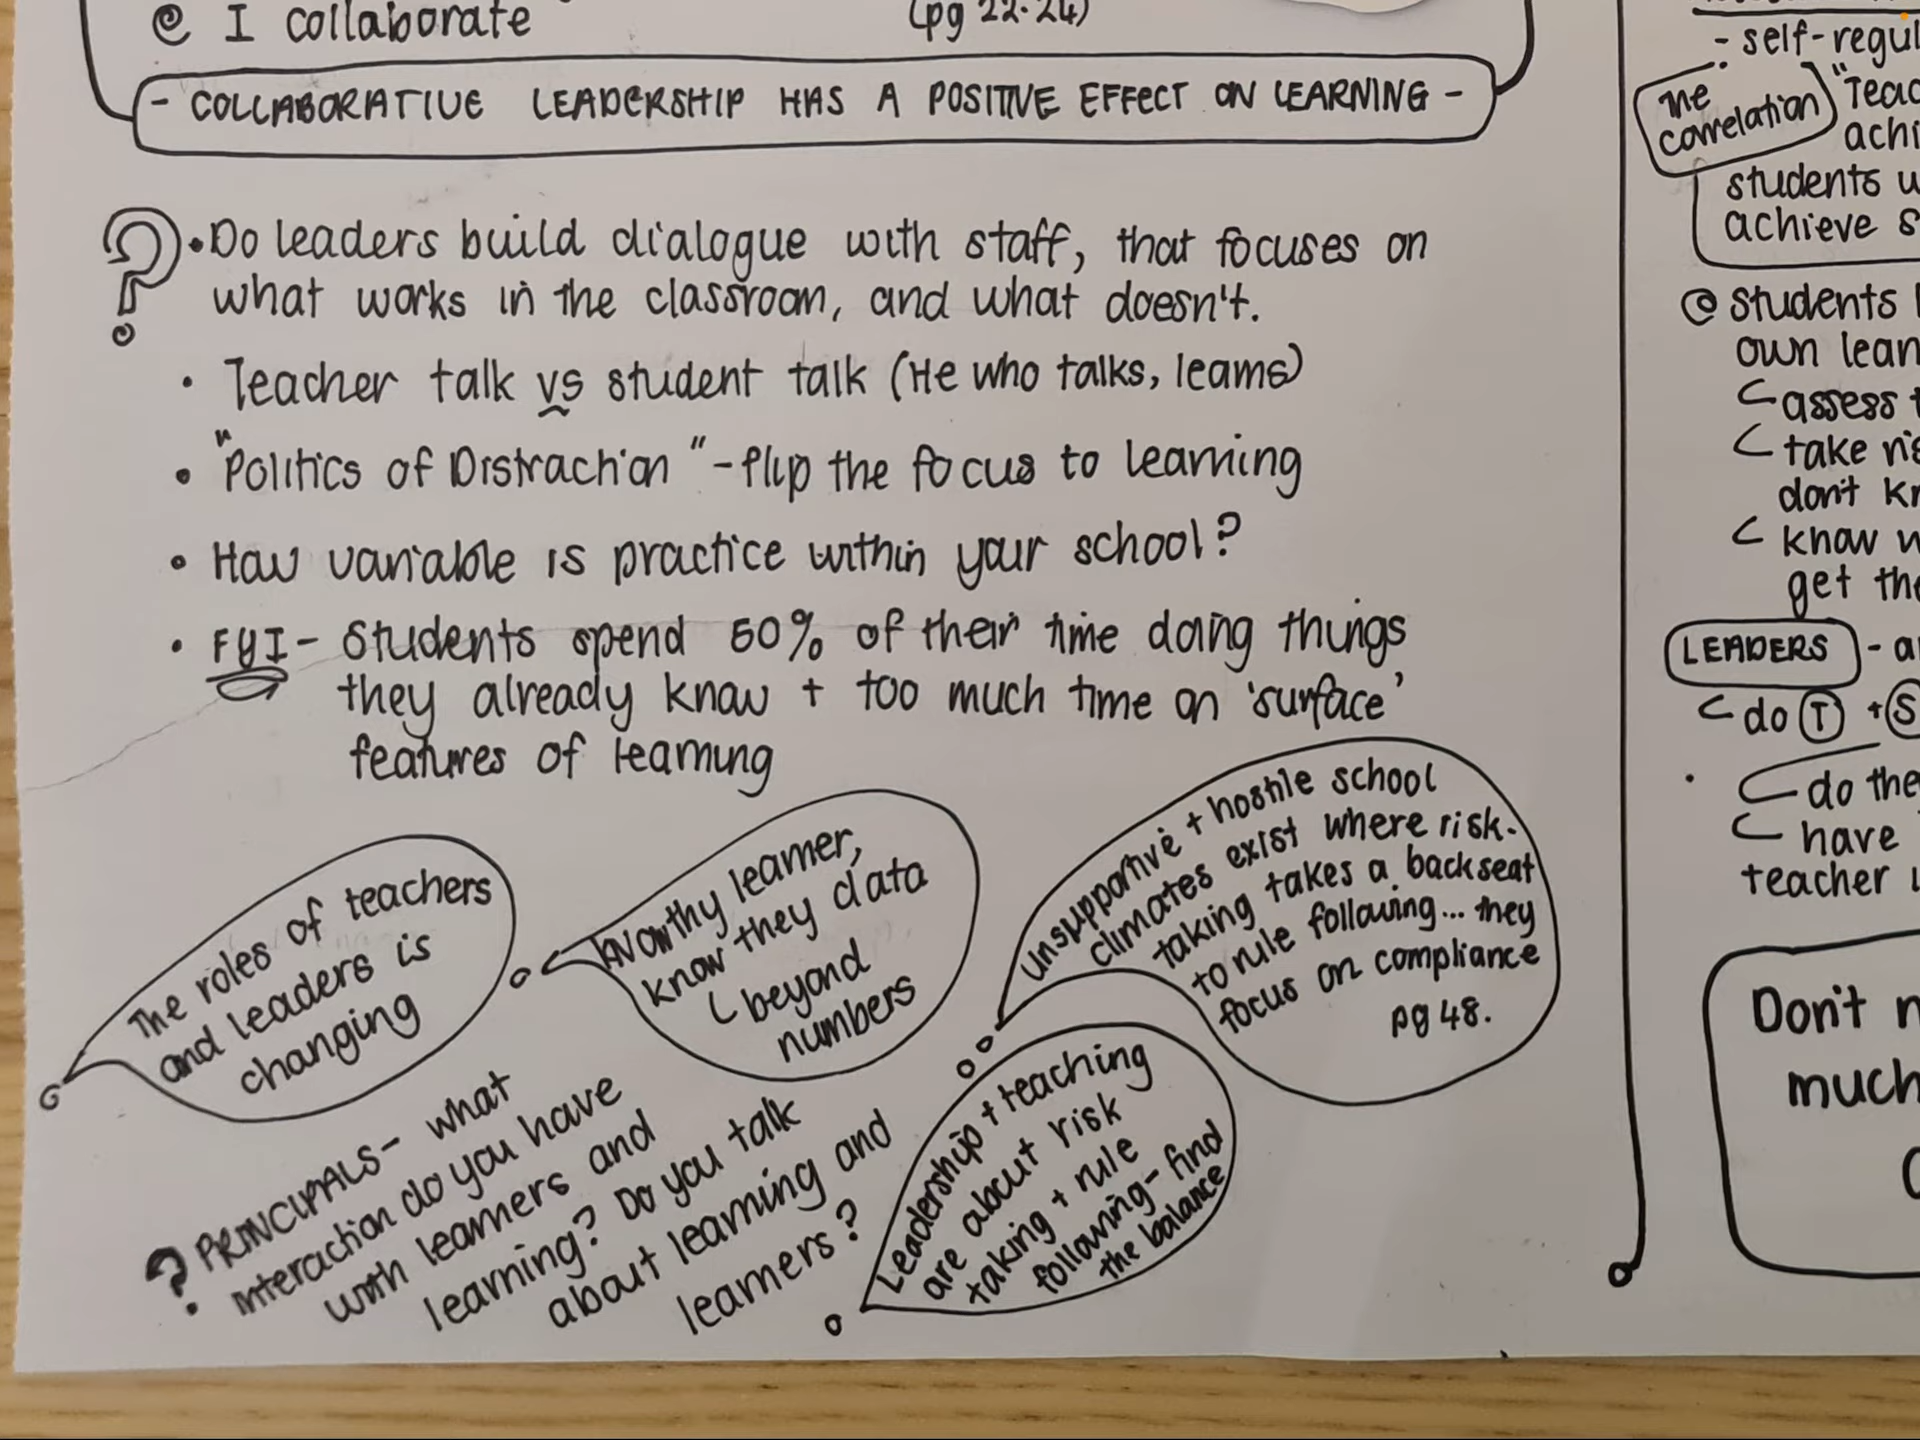 @ I collaborate
(pg 22-24)
- COLLABORATIVE LEADERSHIP HAS A POSITIVE EFFECT ON LEARNING -
? • Do leaders build dialogue with staff, that focuses on
what works in the classroom, and what doesn't.
• Teacher talk vs student talk (He who talks, learns)
• "Politics of Distraction" - flip the focus to learning
• How variable is practice within your school?
• FYI - Students spend 50% of their time doing things
they already know + too much time on 'surface'
features of learning
The roles of teachers
and leaders is
changing
worthy learner,
know they data
beyond
numbers
unsupportive + hostile school
climates exist where risk-
taking takes a backseat
to rule following... they
focus on compliance
pg 48.
Leadership + teaching
are about risk
taking + rule
following - find
the balance
? PRINCIPALS - what
interaction do you have
with learners and
learning? Do you talk
about learning and
learners?
- self-regul
The
correlation
"Teac
achi
students w
achieve s
@ students
own lear
assess t
take ris
don't kn
know w
get the
LEADERS - a
do T + S
do the
have
teacher
Don't n
much